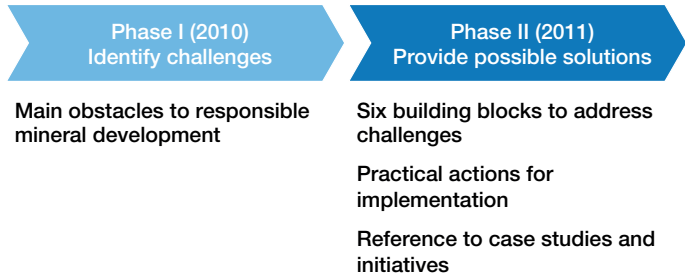 Phase I (2010)
Identify challenges
Main obstacles to responsible
mineral development
Phase II (2011)
Provide possible solutions
Six building blocks to address
challenges
Practical actions for
implementation
Reference to case studies and
initiatives